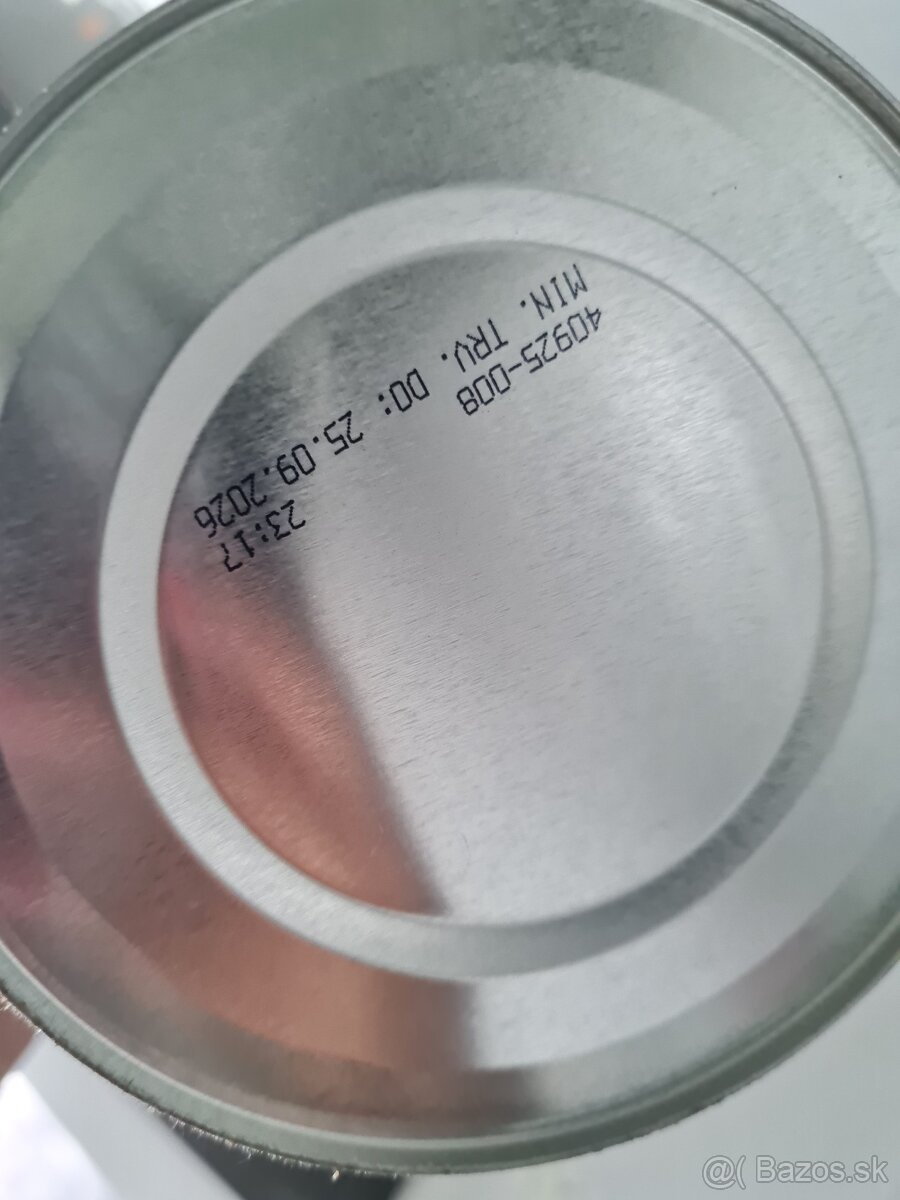 40925-008 23:17
MIN. TRV. DO: 25.09.2026
@( Bazos.sk